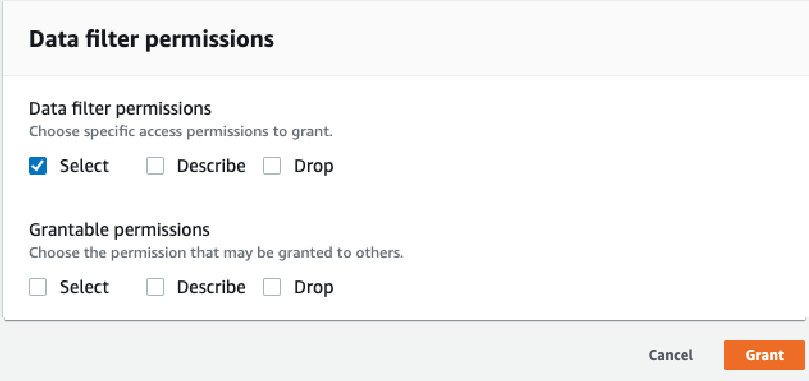 Data filter permissions
Data filter permissions
Choose specific access permissions to grant.
Select Describe Drop
Grantable permissions
Choose the permission that may be granted to others.
Select Describe Drop
Cancel Grant